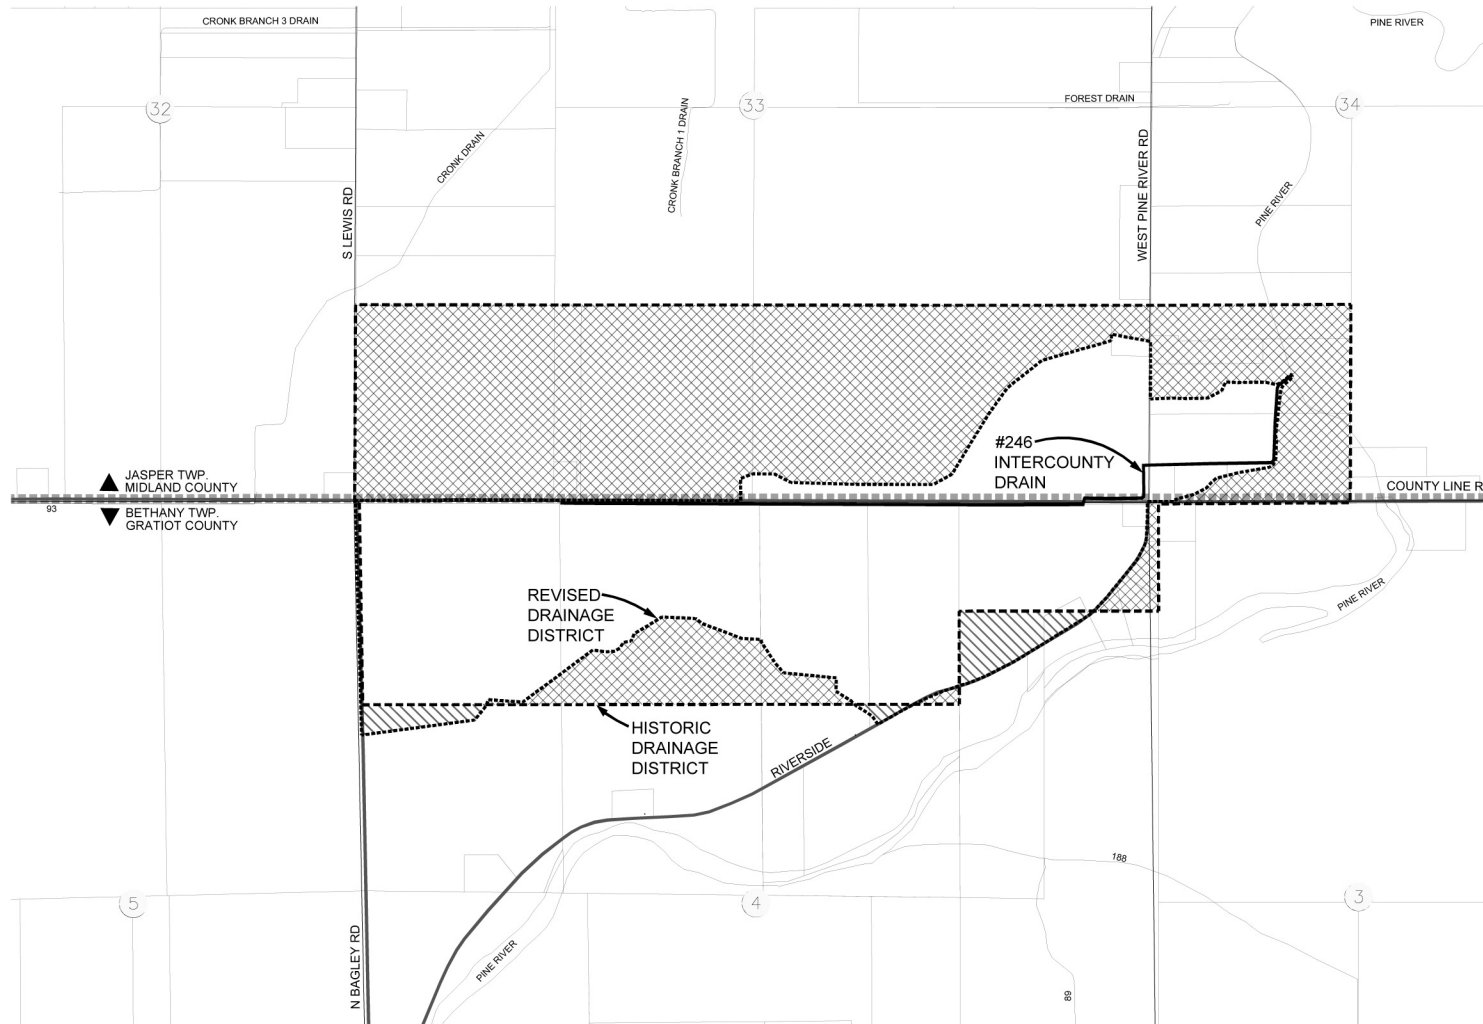 CRONK BRANCH 3 DRAIN
PINE RIVER
32
33
34
FOREST DRAIN
CRONK DRAIN
CRONK BRANCH 1 DRAIN
S LEWIS RD
WEST PINE RIVER RD
PINE RIVER
#246
INTERCOUNTY
DRAIN
JASPER TWP.
MIDLAND COUNTY
COUNTY LINE R
93
BETHANY TWP.
GRATIOT COUNTY
REVISED
DRAINAGE
DISTRICT
PINE RIVER
HISTORIC
DRAINAGE
DISTRICT
RIVERSIDE
188
5
4
3
N BAGLEY RD
PINE RIVER
89